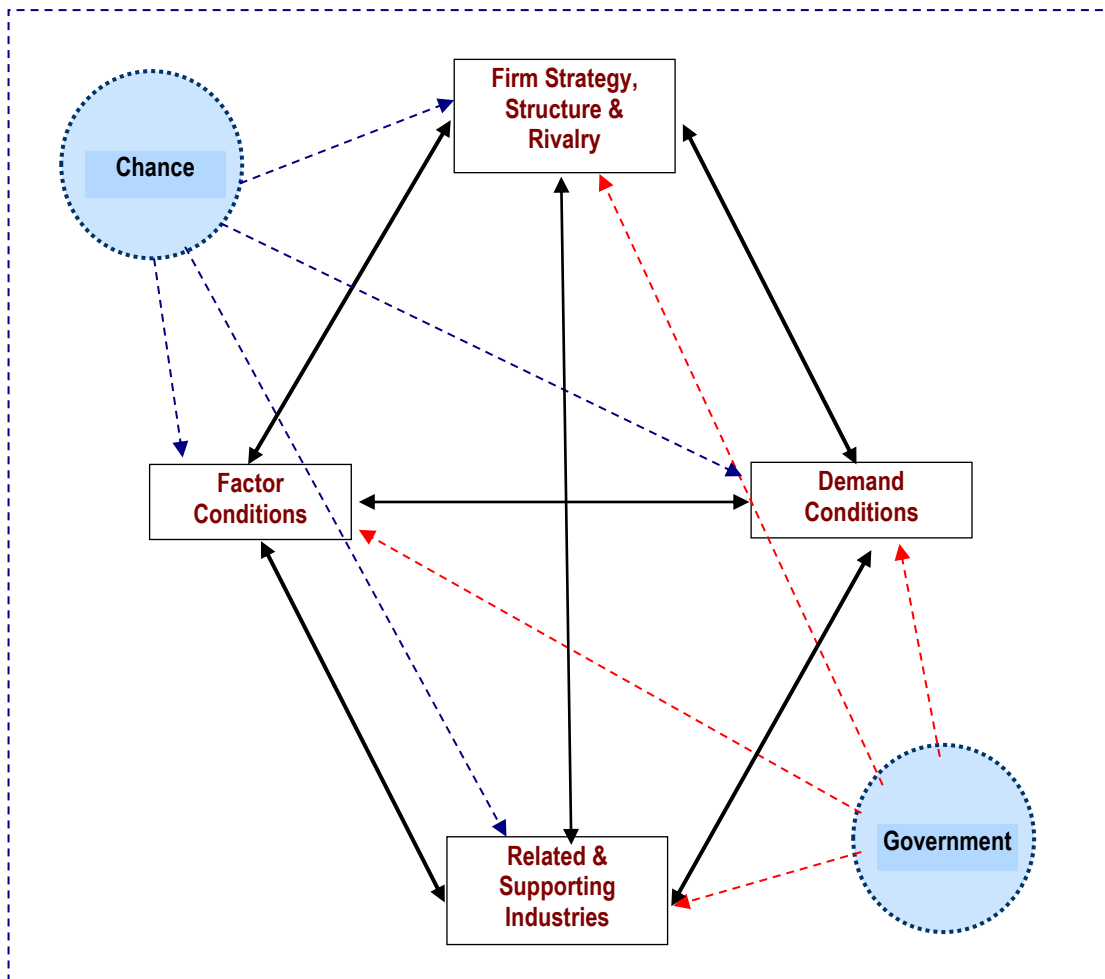 Firm Strategy,
Structure &
Rivalry
Chance
Factor
Conditions
Demand
Conditions
Government
Related &
Supporting
Industries